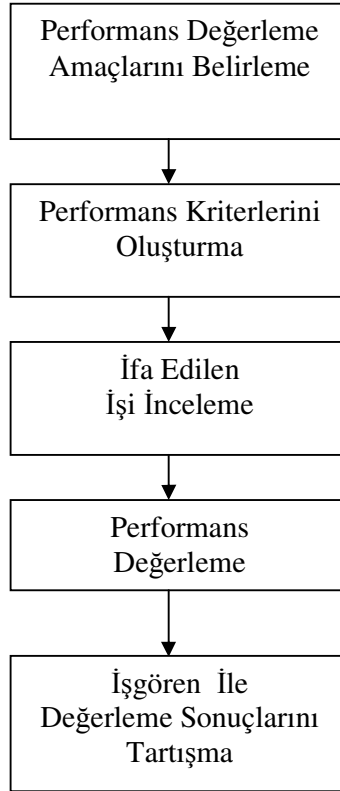 Performans Değerleme
Amaçlarını Belirleme
Performans Kriterlerini
Oluşturma
İfa Edilen
İşi İnceleme
Performans
Değerleme
İşgören İle
Değerleme Sonuçlarını
Tartışma